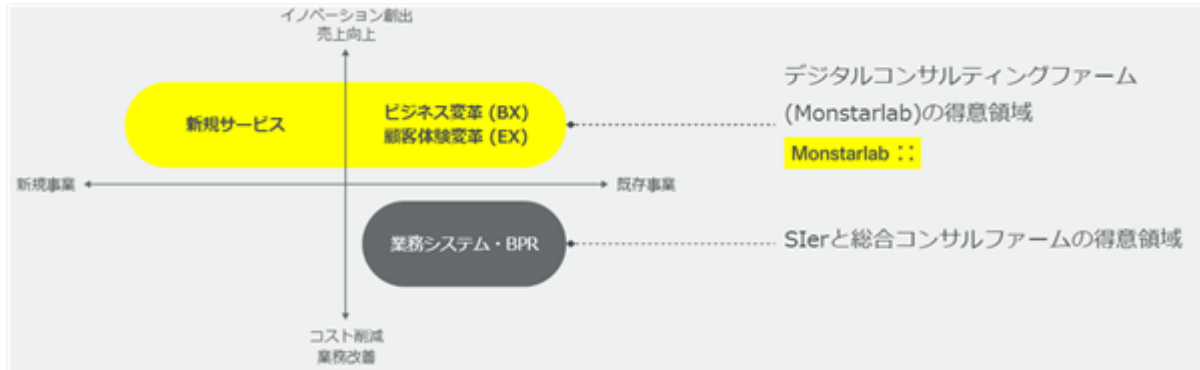 イノベーション創出
売上向上
デジタルコンサルティングファーム
(Monstarlab)の得意領域
Monstarlab
新規サービス
ビジネス変革 (BX)
顧客体験変革 (EX)
新規事業
既存事業
業務システム・BPR
SIerと総合コンサルファームの得意領域
コスト削減
業務改善